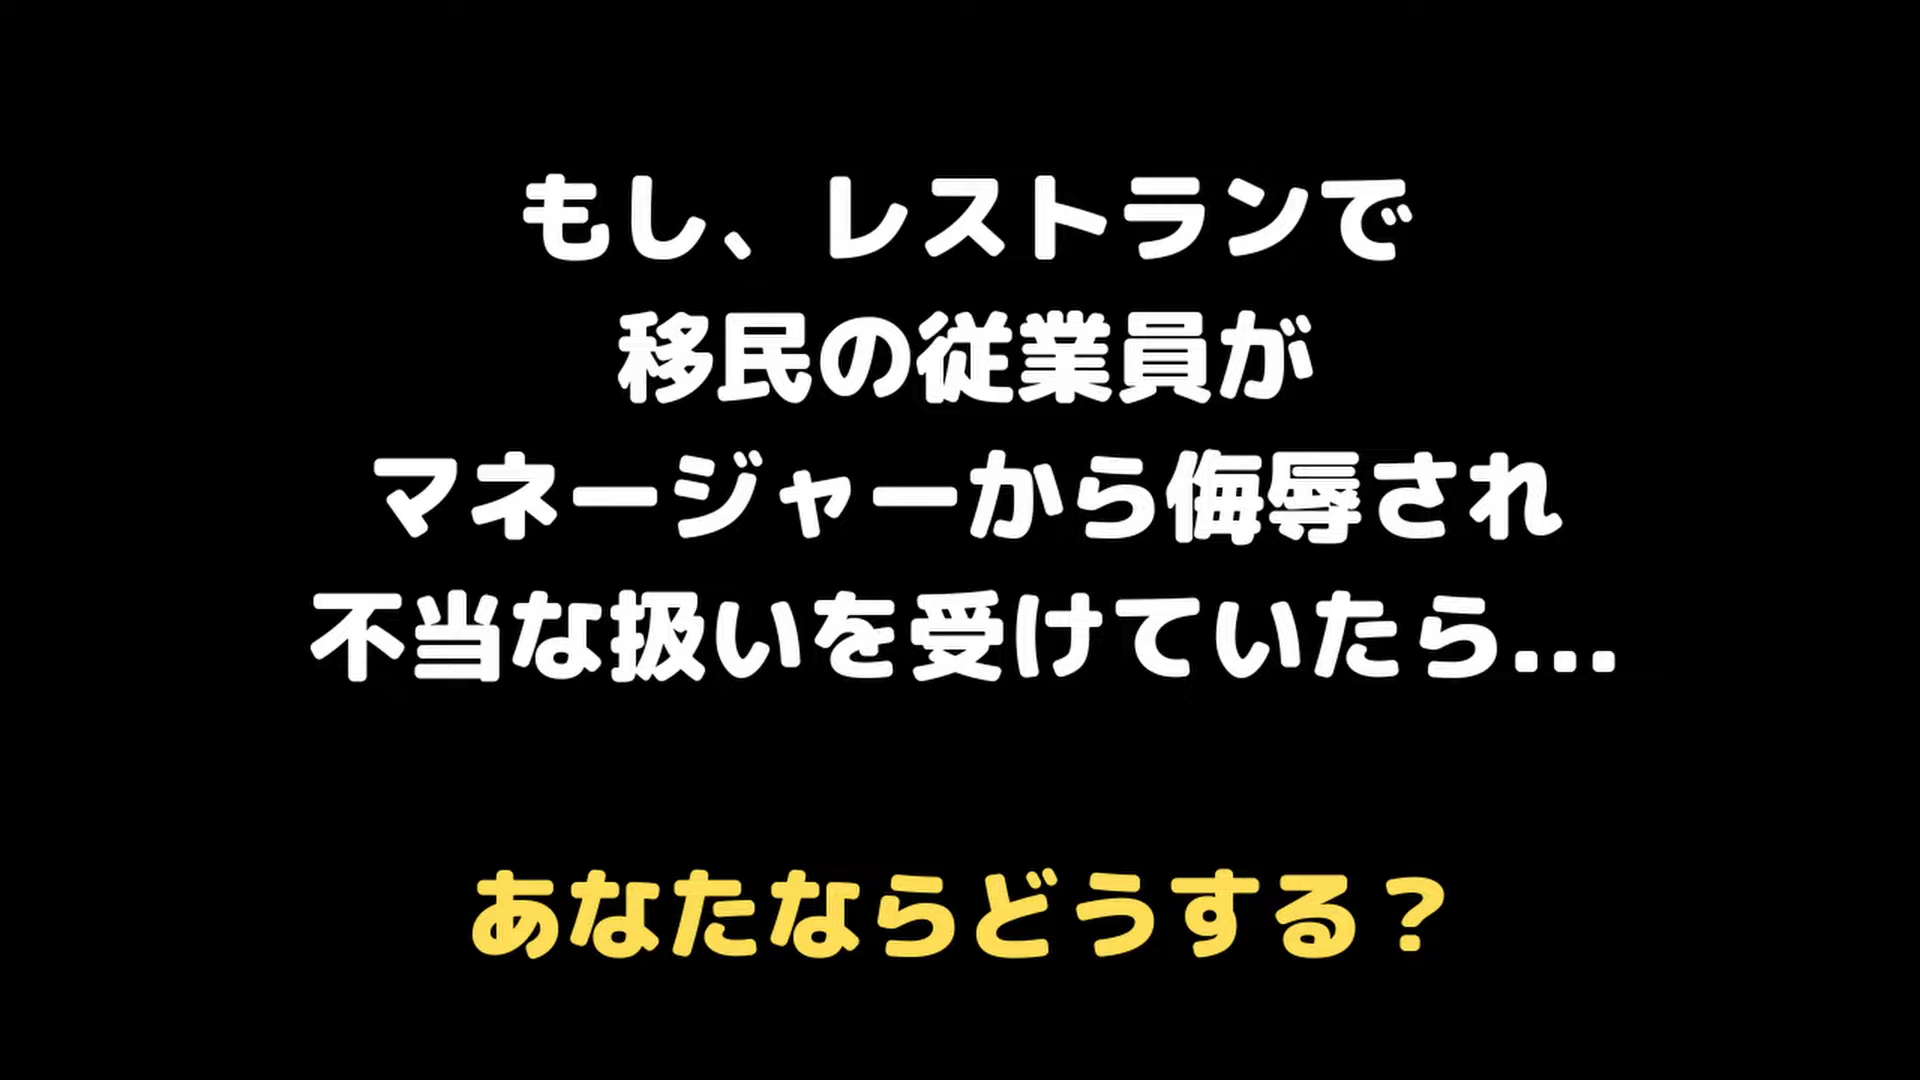 もし、レストランで
移民の従業員が
マネージャーから侮辱され
不当な扱いを受けていたら...
あなたならどうする？